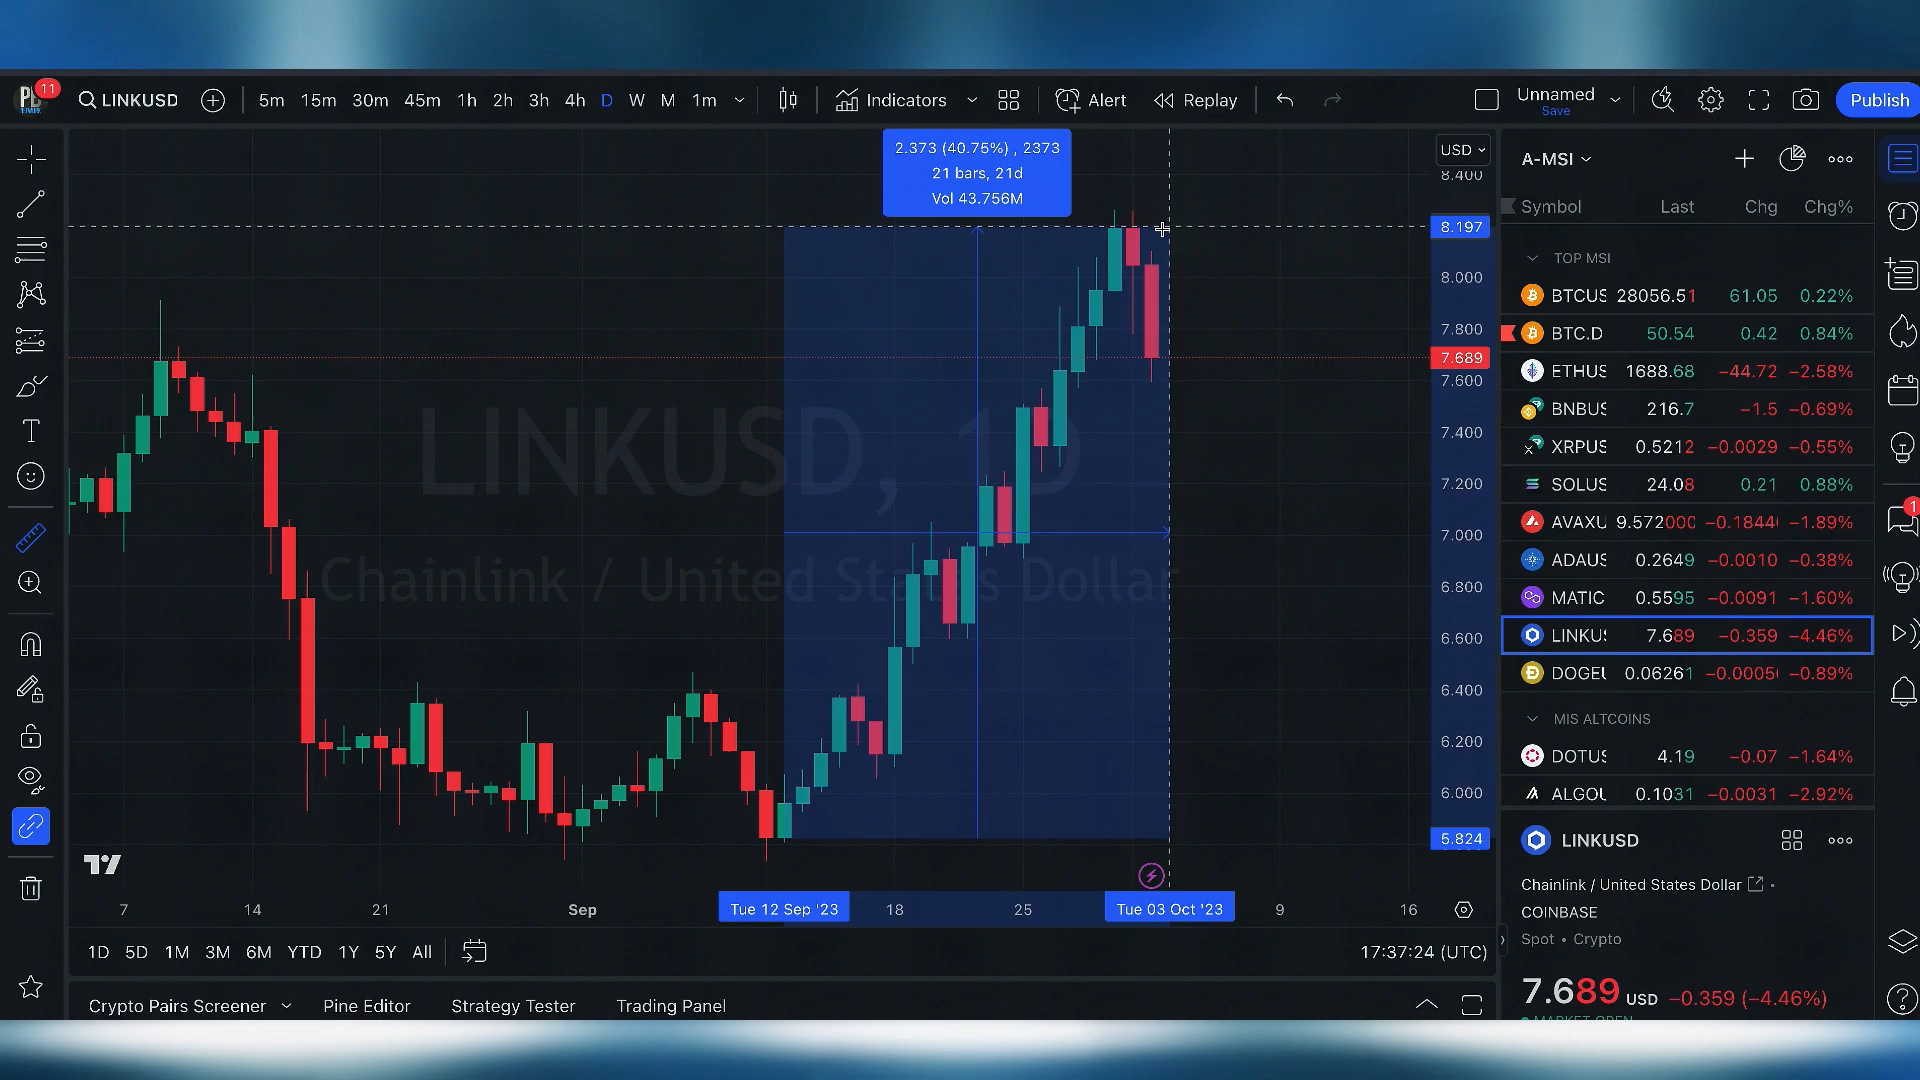 11
LINKUSD
5m 15m 30m 45m 1h 2h 3h 4h D W M 1m
Indicators
Alert
Replay
Unnamed
Save
Publish
2.373 (40.75%) , 2373
21 bars, 21d
Vol 43.756M
USD
8.400
8.197
8.000
7.800
7.689
7.600
7.400
7.200
7.000
6.800
6.600
6.400
6.200
6.000
5.824
LINKUSD, 1D
Chainlink / United States Dollar
7 14 21 Sep Tue 12 Sep '23 18 25 Tue 03 Oct '23 9 16
1D 5D 1M 3M 6M YTD 1Y 5Y All
17:37:24 (UTC)
Crypto Pairs Screener Pine Editor Strategy Tester Trading Panel
A-MSI
Symbol Last Chg Chg%
TOP MSI
BTCUS 28056.51 61.05 0.22%
BTC.D 50.54 0.42 0.84%
ETHUS 1688.68 −44.72 −2.58%
BNBUS 216.7 −1.5 −0.69%
XRPUS 0.5212 −0.0029 −0.55%
SOLUS 24.08 0.21 0.88%
AVAXU 9.572000 −0.1844 −1.89%
ADAUS 0.2649 −0.0010 −0.38%
MATIC 0.5595 −0.0091 −1.60%
LINKUS 7.689 −0.359 −4.46%
DOGEU 0.06261 −0.0005 −0.89%
MIS ALTCOINS
DOTUS 4.19 −0.07 −1.64%
ALGOU 0.1031 −0.0031 −2.92%
LINKUSD
Chainlink / United States Dollar
COINBASE
Spot • Crypto
7.689 USD −0.359 (−4.46%)
MARKET OPEN
1